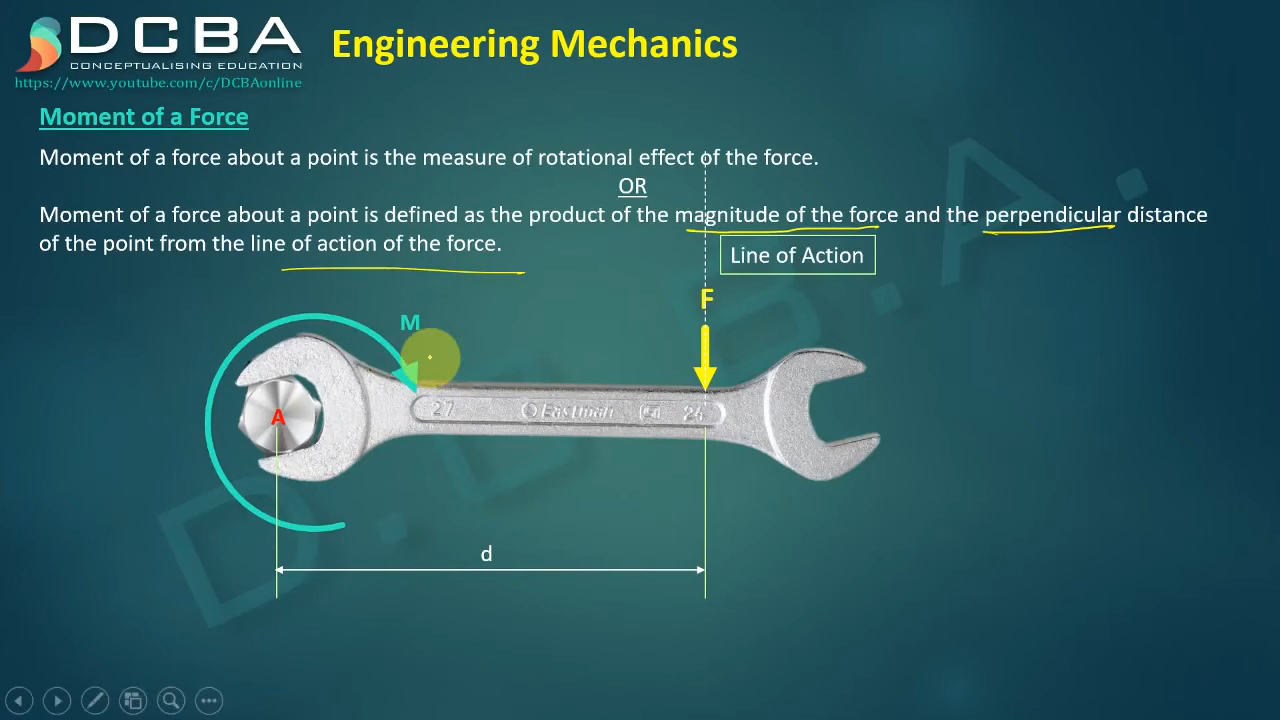 DCBA
CONCEPTUALISING EDUCATION
https://www.youtube.com/c/DCBAonline
Engineering Mechanics
Moment of a Force
Moment of a force about a point is the measure of rotational effect of the force.
OR
Moment of a force about a point is defined as the product of the magnitude of the force and the perpendicular distance
of the point from the line of action of the force.
Line of Action
F
M
A
27 Eastman 26
d
D.C.B.A.